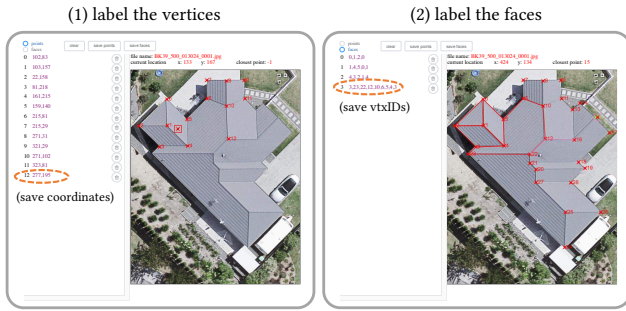 (1) label the vertices
(2) label the faces
points
faces
clear
save points
save faces
file name: BK39_500_013024_0001.jpg
current location x: 133 y: 167 closest point: -1
0 102,83
1 103,157
2 22,158
3 81,218
4 161,215
5 159,140
6 215,81
7 215,29
8 271,31
9 321,29
10 271,102
11 323,81
12 277,195
(save coordinates)
points
faces
clear
save points
save faces
file name: BK39_500_013024_0001.jpg
current location x: 424 y: 134 closest point: 15
0 0,1,2,0
1 1,4,5,0,1
2 4,3,2,1,4
3 3,23,22,12,10,6,5,4,3
(save vtxIDs)